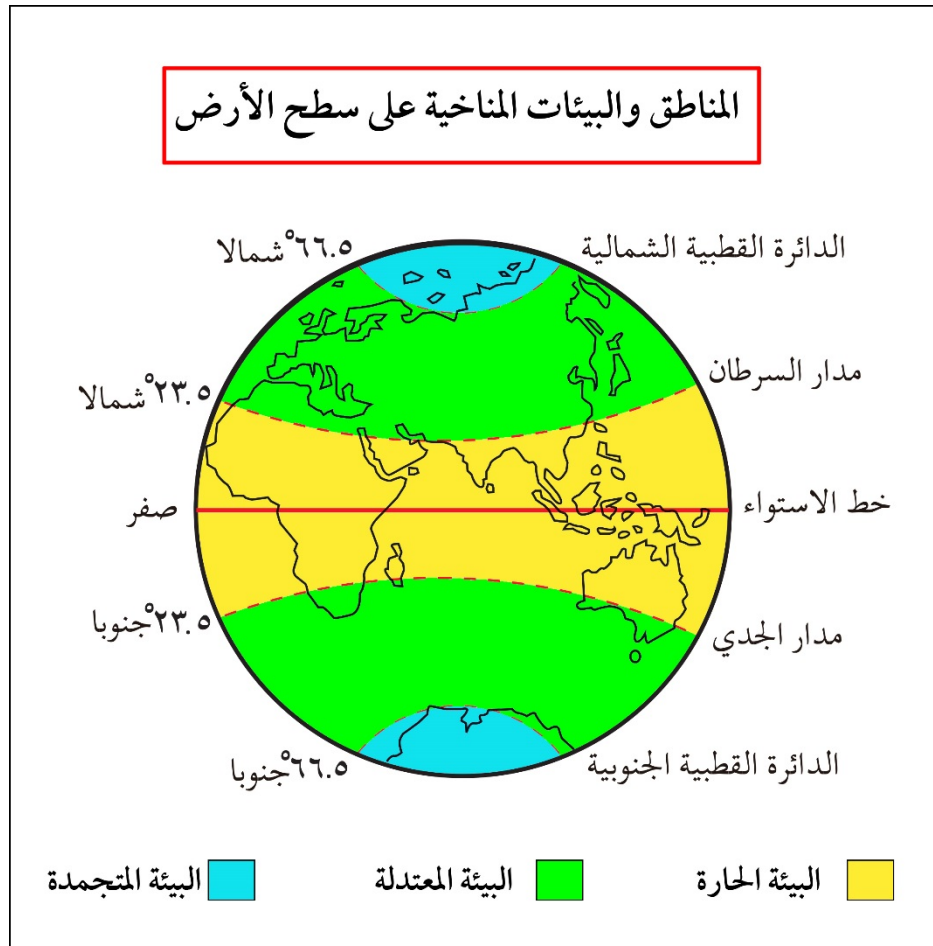 المناطق والبيئات المناخية على سطح الأرض
الدائرة القطبية الشمالية
٦٦.٥° شمالا
مدار السرطان
٢٣.٥° شمالا
خط الاستواء
صفر
مدار الجدي
٢٣.٥° جنوبا
الدائرة القطبية الجنوبية
٦٦.٥° جنوبا
البيئة الحارة
البيئة المعتدلة
البيئة المتجمدة